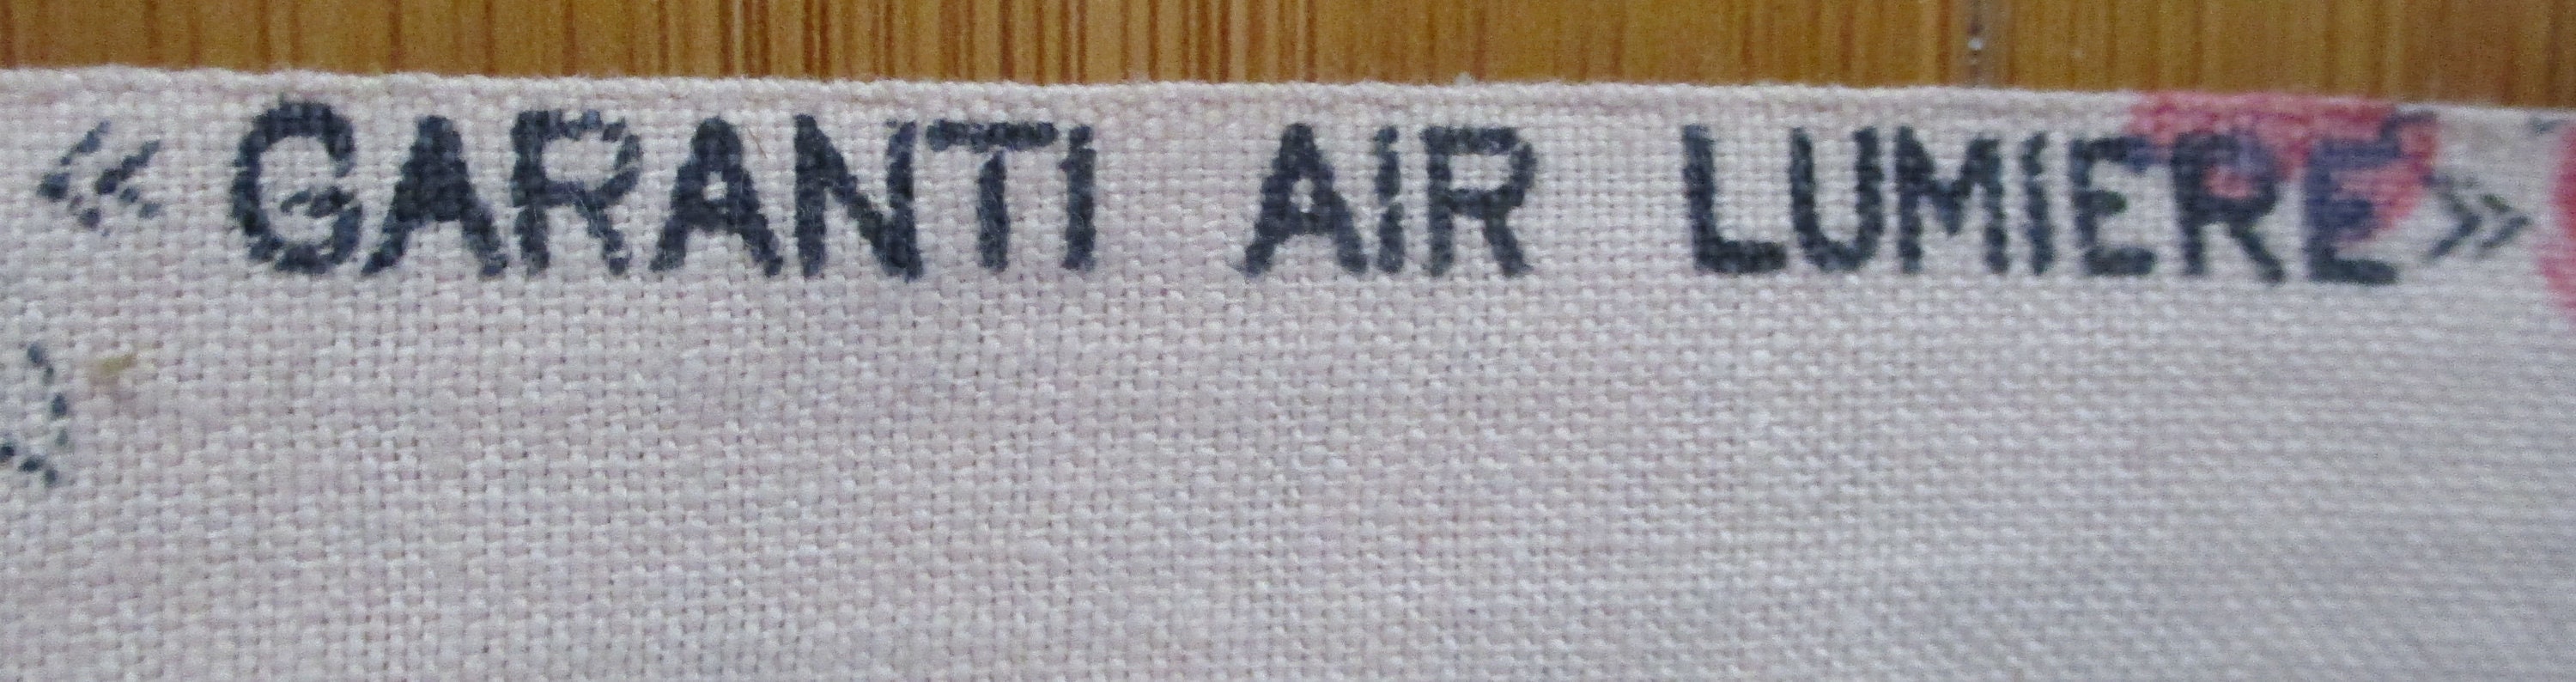 « GARANTI AIR LUMIERE »